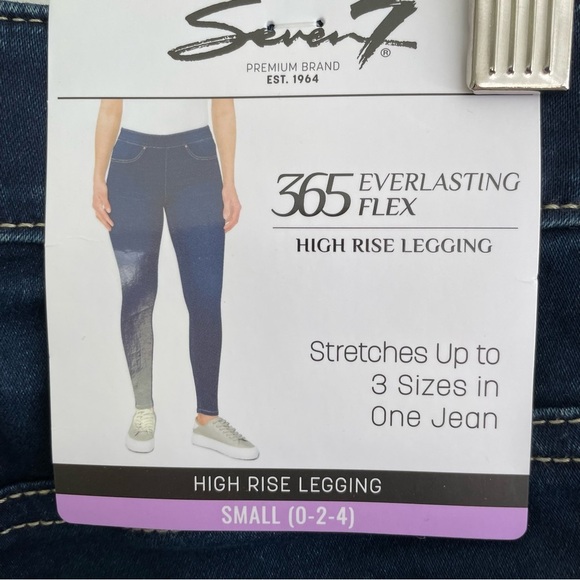 Seven7®
PREMIUM BRAND
EST. 1964
365 EVERLASTING
FLEX
HIGH RISE LEGGING
Stretches Up to
3 Sizes in
One Jean
HIGH RISE LEGGING
SMALL (0-2-4)